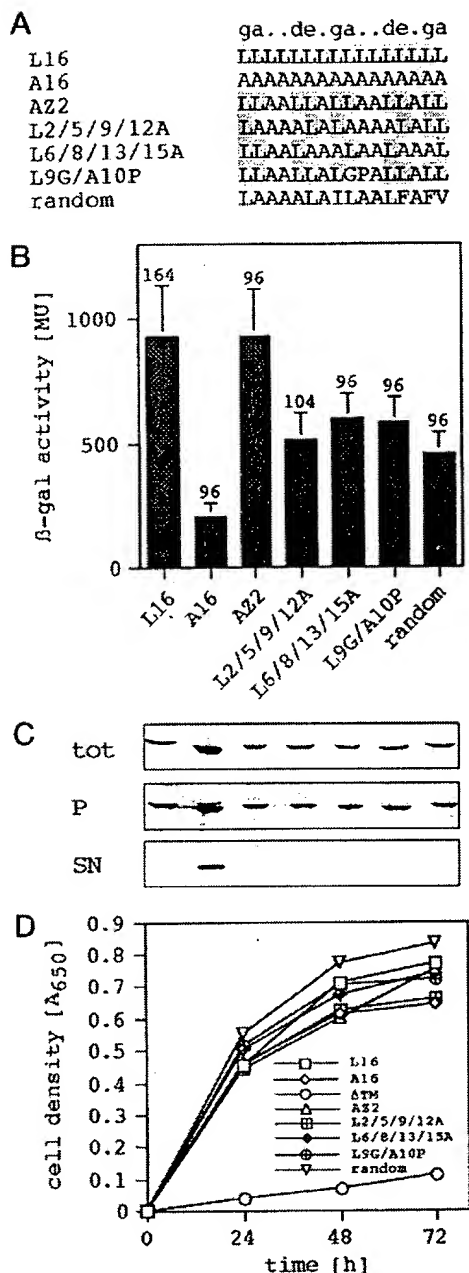 A
ga..de.ga..de.ga
L16 LLLLLLLLLLLLLLLL
A16 AAAAAAAAAAAAAAAA
AZ2 LLAALLALLAALLALL
L2/5/9/12A LAAAALALAAAALALL
L6/8/13/15A LLAALAAALAALAAAL
L9G/A10P LLAALLALGPALLALL
random LAAAALAILAALFAFV
B
ß-gal activity [MU]
1000
500
0
164
96
96
104
96
96
96
L16
A16
AZ2
L2/5/9/12A
L6/8/13/15A
L9G/A10P
random
C
tot
P
SN
D
cell density [A650]
0.9
0.8
0.7
0.6
0.5
0.4
0.3
0.2
0.1
0
L16
A16
ΔTM
AZ2
L2/5/9/12A
L6/8/13/15A
L9G/A10P
random
0 24 48 72
time [h]